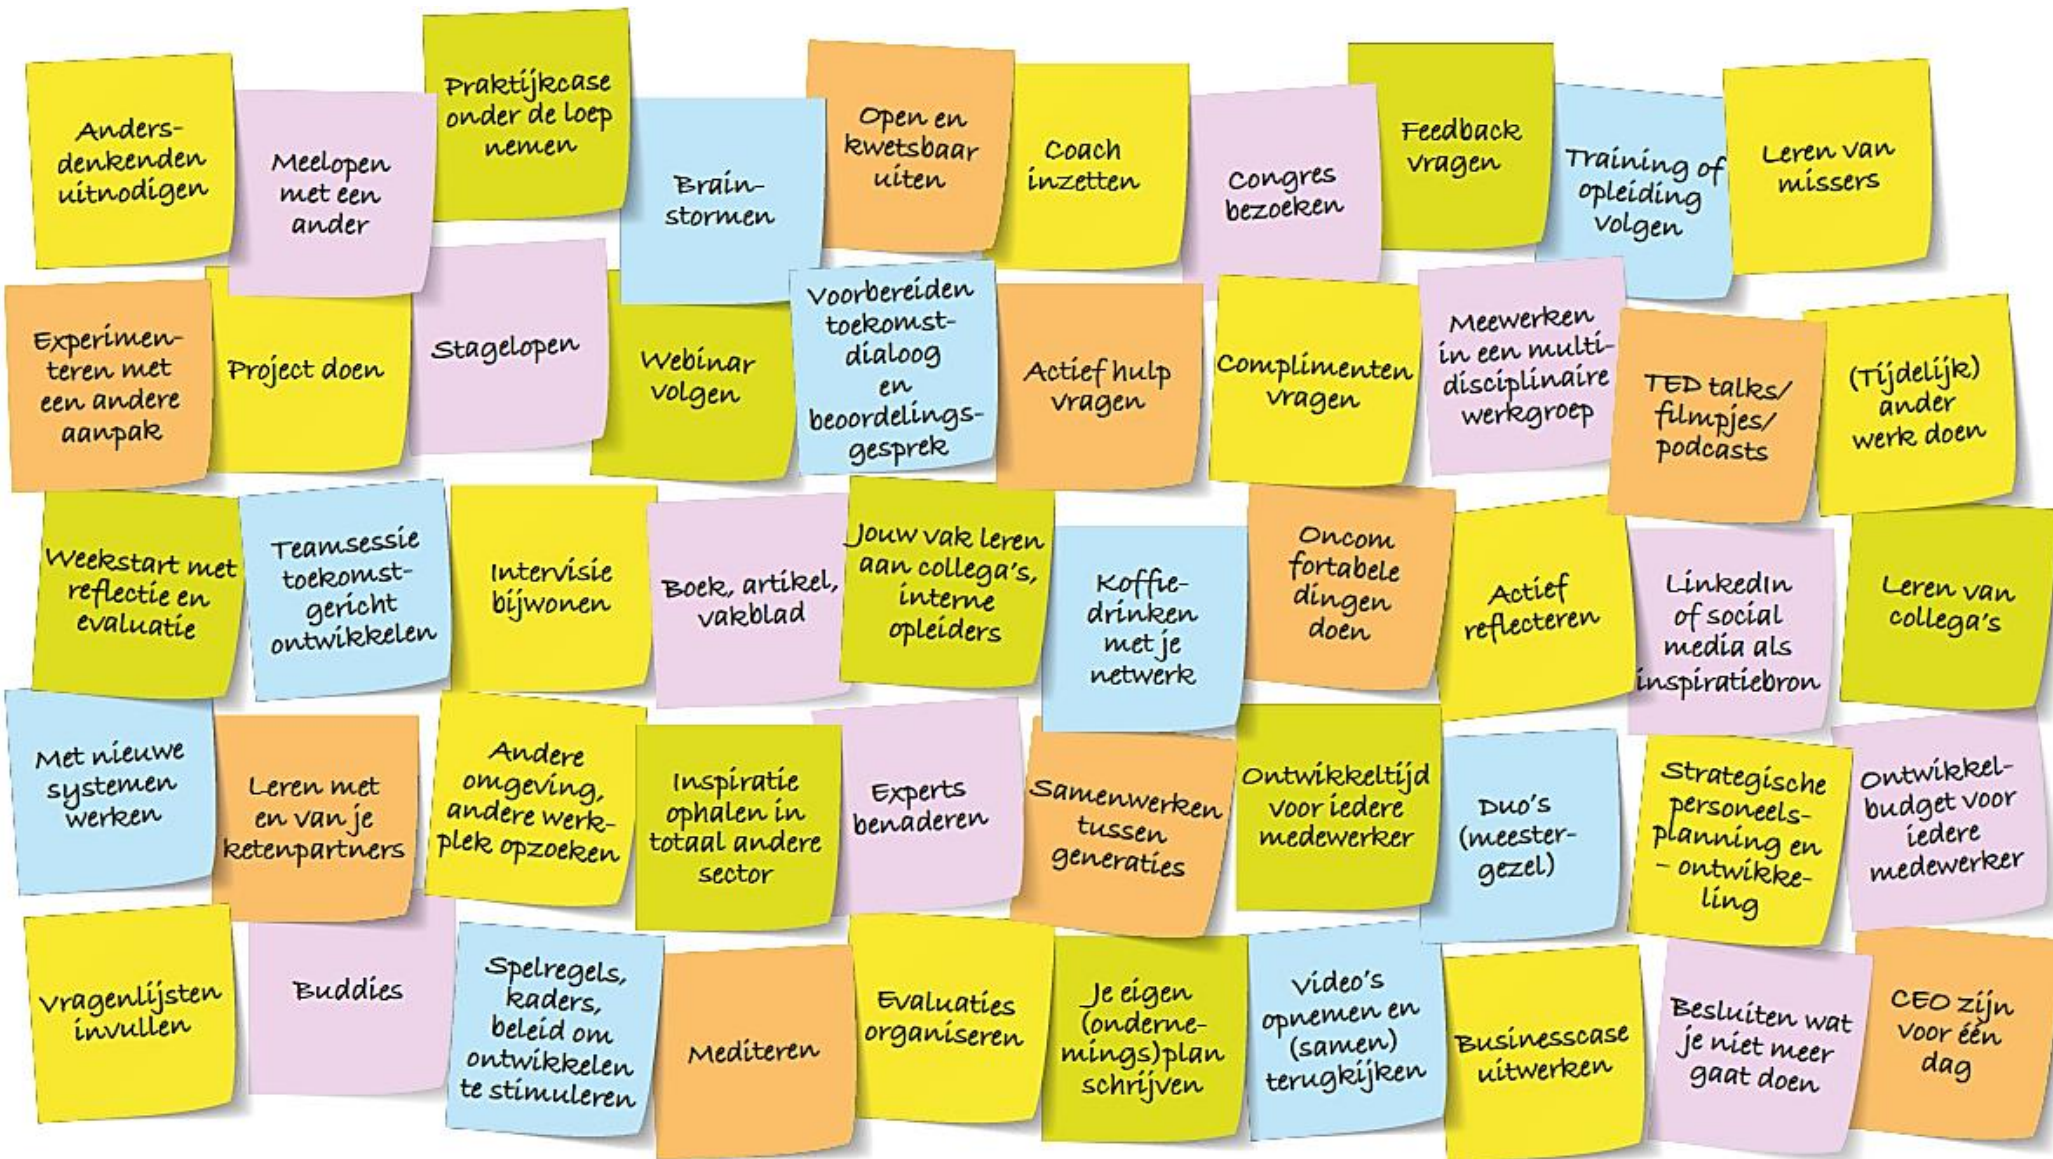 Anders-
denkenden
uitnodigen
Meelopen
met een
ander
Praktijkcase
onder de loep
nemen
Brain-
stormen
Open en
kwetsbaar
uiten
Coach
inzetten
Congres
bezoeken
Feedback
vragen
Training of
opleiding
volgen
Leren van
missers
Experimen-
teren met
een andere
aanpak
Project doen
Stagelopen
Webinar
volgen
Voorbereiden
toekomst-
dialoog
en
beoordelings-
gesprek
Actief hulp
vragen
Complimenten
vragen
Meewerken
in een multi-
disciplinaire
werkgroep
TED talks/
filmpjes/
podcasts
(Tijdelijk)
ander
werk doen
Weekstart met
reflectie en
evaluatie
Teamsessie
toekomst-
gericht
ontwikkelen
Intervisie
bijwonen
Boek, artikel,
vakblad
Jouw vak leren
aan collega's,
interne
opleiders
Koffie-
drinken
met je
netwerk
Oncom
fortabele
dingen
doen
Actief
reflecteren
LinkedIn
of social
media als
inspiratiebron
Leren van
collega's
Met nieuwe
systemen
werken
Leren met
en van je
ketenpartners
Andere
omgeving,
andere werk-
plek opzoeken
Inspiratie
ophalen in
totaal andere
sector
Experts
benaderen
Samenwerken
tussen
generaties
Ontwikkeltijd
voor iedere
medewerker
Duo's
(meester-
gezel)
Strategische
personeels-
planning en
- ontwikke-
ling
Ontwikkel-
budget voor
iedere
medewerker
Vragenlijsten
invullen
Buddies
Spelregels,
kaders,
beleid om
ontwikkelen
te stimuleren
Mediteren
Evaluaties
organiseren
Je eigen
(onderne-
mings)plan
schrijven
Video's
opnemen en
(samen)
terugkijken
Businesscase
uitwerken
Besluiten wat
je niet meer
gaat doen
CEO zijn
voor één
dag